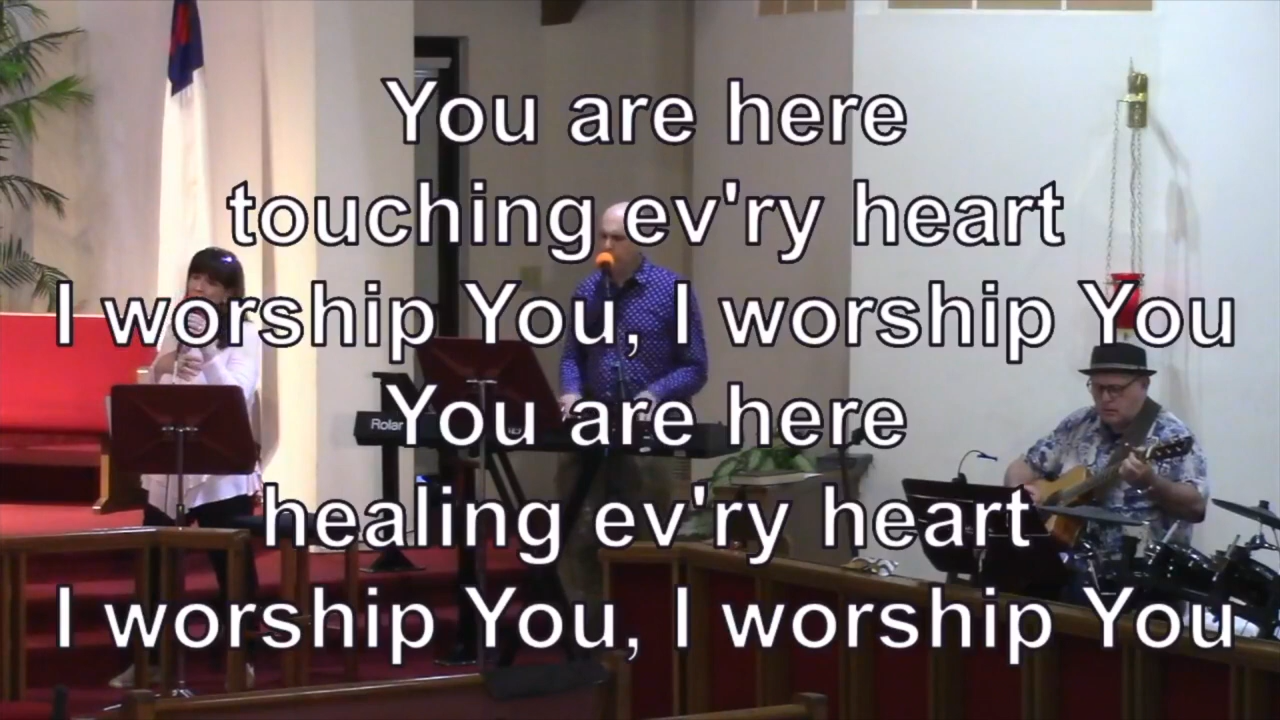 You are here
touching ev'ry heart
I worship You, I worship You
Rolan
You are here
healing ev'ry heart
I worship You, I worship You